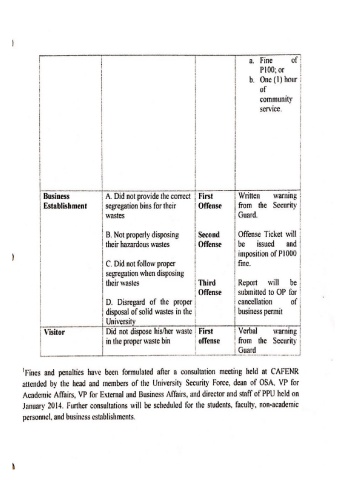 a. Fine of
P100; or
b. One (1) hour
of
community
service.
Business
Establishment
A. Did not provide the correct
segregation bins for their
wastes
B. Not properly disposing
their hazardous wastes
C. Did not follow proper
segregation when disposing
their wastes
D. Disregard of the proper
disposal of solid wastes in the
University
First
Offense
Second
Offense
Third
Offense
Written warning
from the Security
Guard.
Offense Ticket will
be issued and
imposition of P1000
fine.
Report will be
submitted to OP for
cancellation of
business permit
Visitor
Did not dispose his/her waste
in the proper waste bin
First
offense
Verbal warning
from the Security
Guard
¹Fines and penalties have been formulated after a consultation meeting held at CAFENR
attended by the head and members of the University Security Force, dean of OSA, VP for
Academic Affairs, VP for External and Business Affairs, and director and staff of PPU held on
January 2014. Further consultations will be scheduled for the students, faculty, non-academic
personnel, and business establishments.